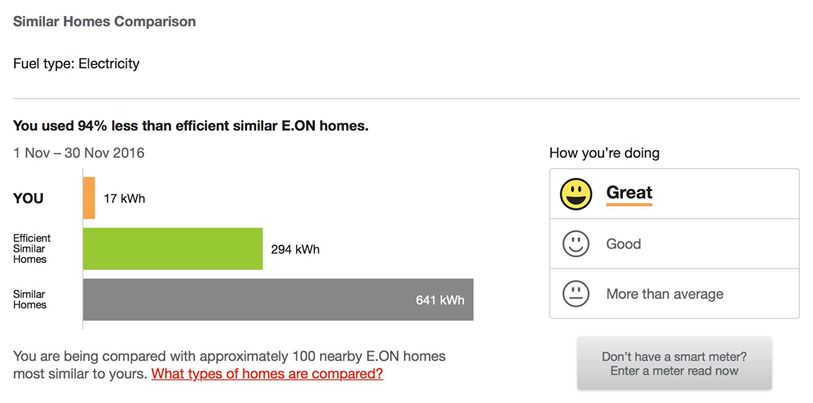 Similar Homes Comparison
Fuel type: Electricity
You used 94% less than efficient similar E.ON homes.
1 Nov – 30 Nov 2016
YOU
17 kWh
Efficient
Similar
Homes
294 kWh
Similar
Homes
641 kWh
You are being compared with approximately 100 nearby E.ON homes
most similar to yours. What types of homes are compared?
How you’re doing
Great
Good
More than average
Don’t have a smart meter?
Enter a meter read now